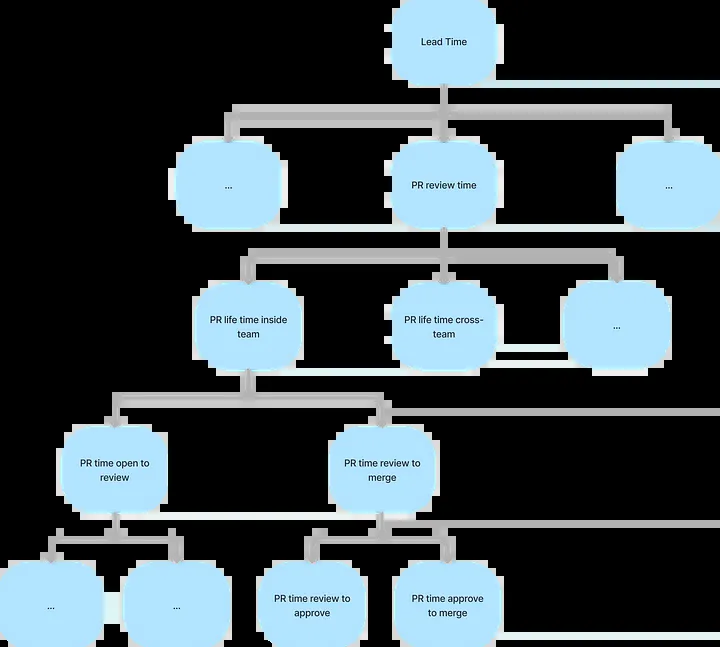 Lead Time
...
PR review time
...
PR life time inside
team
PR life time cross-
team
...
PR time open to
review
PR time review to
merge
...
...
PR time review to
approve
PR time approve
to merge